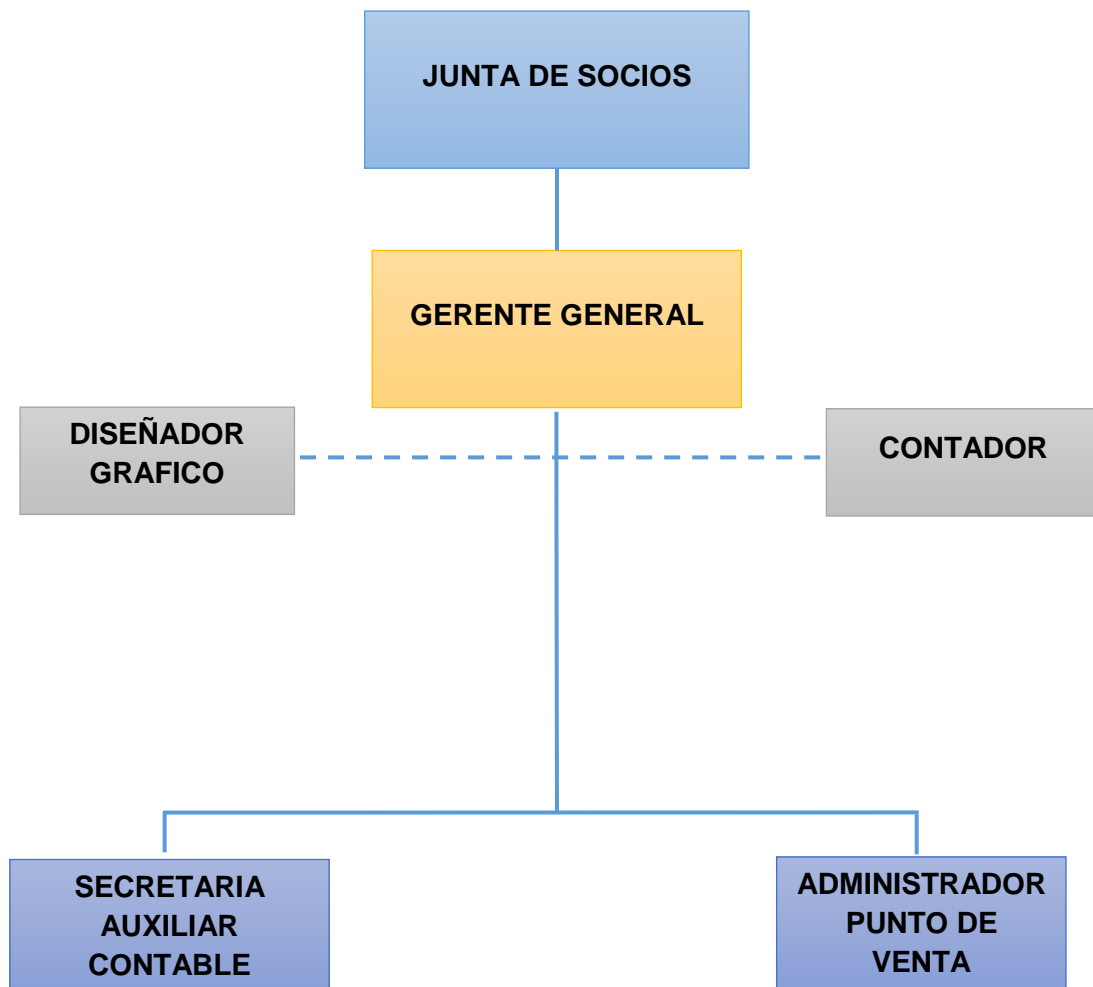 JUNTA DE SOCIOS
GERENTE GENERAL
DISEÑADOR
GRAFICO
CONTADOR
SECRETARIA
AUXILIAR
CONTABLE
ADMINISTRADOR
PUNTO DE
VENTA